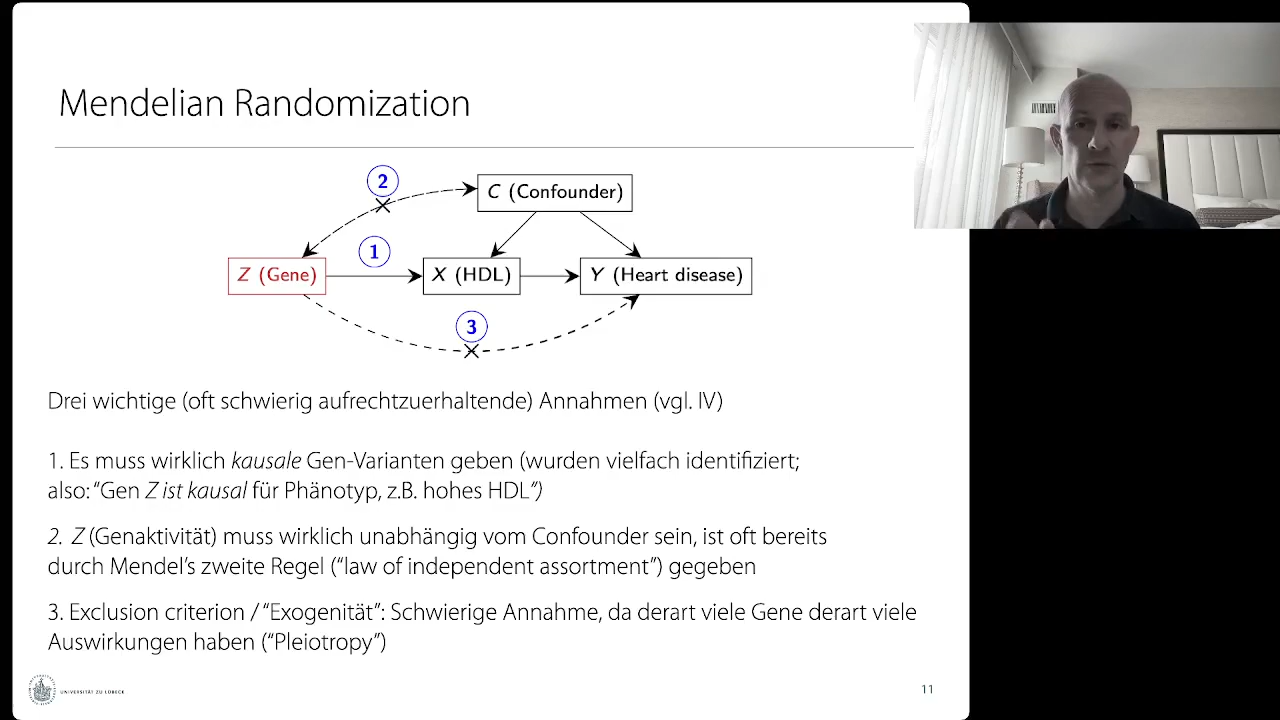 Mendelian Randomization
2
C (Confounder)
1
Z (Gene)
X (HDL)
Y (Heart disease)
3
Drei wichtige (oft schwierig aufrechtzuerhaltende) Annahmen (vgl. IV)
1. Es muss wirklich kausale Gen-Varianten geben (wurden vielfach identifiziert;
also: “Gen Z ist kausal für Phänotyp, z.B. hohes HDL”)
2. Z (Genaktivität) muss wirklich unabhängig vom Confounder sein, ist oft bereits
durch Mendel’s zweite Regel (“law of independent assortment”) gegeben
3. Exclusion criterion / “Exogenität”: Schwierige Annahme, da derart viele Gene derart viele
Auswirkungen haben (“Pleiotropy”)
UNIVERSITÄT ZU LÜBECK
11